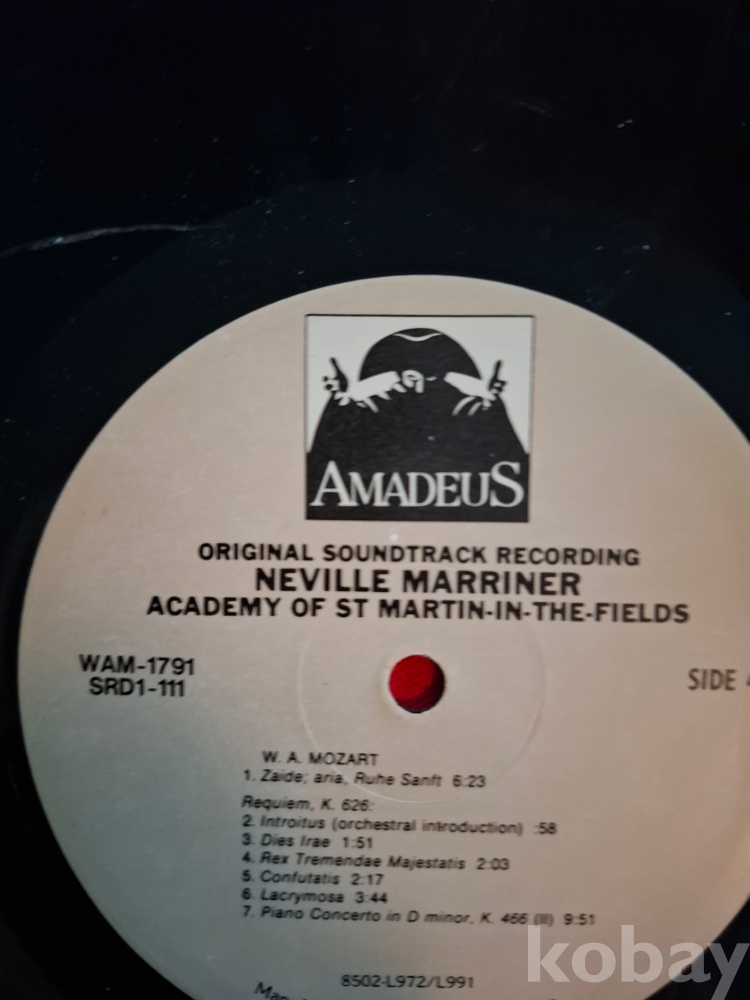 AMADEUS
ORIGINAL SOUNDTRACK RECORDING
NEVILLE MARRINER
ACADEMY OF ST MARTIN-IN-THE-FIELDS
WAM-1791
SRD1-111
SIDE 4
W. A. MOZART
1. Zaide; aria, Ruhe Sanft 6:23
Requiem, K. 626:
2. Introitus (orchestral introduction) :58
3. Dies Irae 1:51
4. Rex Tremendae Majestatis 2:03
5. Confutatis 2:17
6. Lacrymosa 3:44
7. Piano Concerto in D minor, K. 466 (II) 9:51
8502-L972/L991
kobay